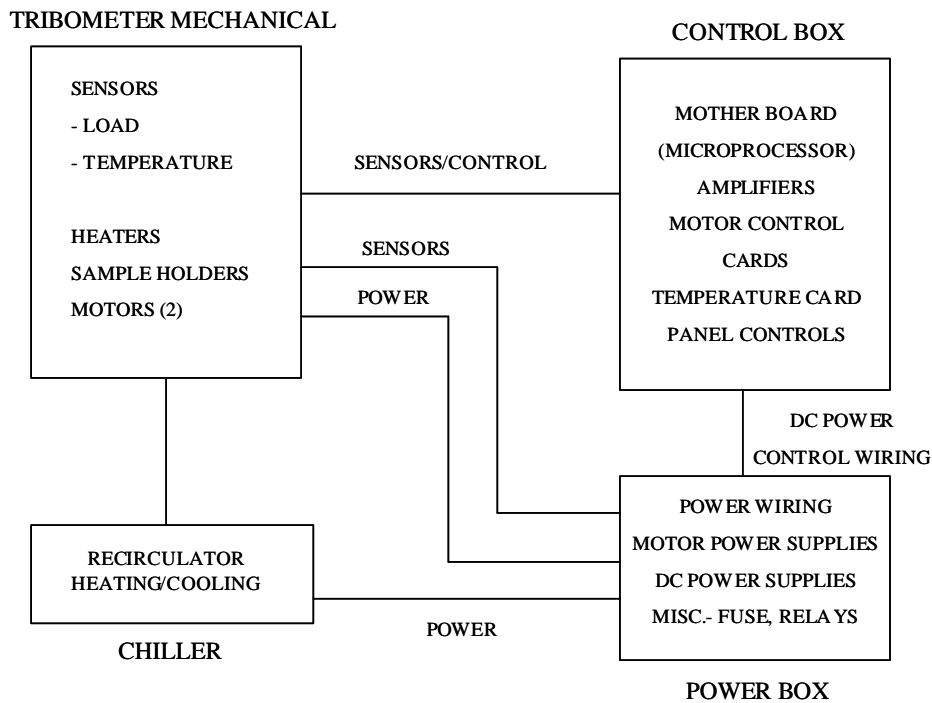 TRIBOMETER MECHANICAL
SENSORS
- LOAD
- TEMPERATURE
HEATERS
SAMPLE HOLDERS
MOTORS (2)
SENSORS/CONTROL
SENSORS
POWER
CONTROL BOX
MOTHER BOARD
(MICROPROCESSOR)
AMPLIFIERS
MOTOR CONTROL
CARDS
TEMPERATURE CARD
PANEL CONTROLS
DC POWER
CONTROL WIRING
POWER WIRING
MOTOR POWER SUPPLIES
DC POWER SUPPLIES
MISC.- FUSE, RELAYS
POWER BOX
RECIRCULATOR
HEATING/COOLING
CHILLER
POWER